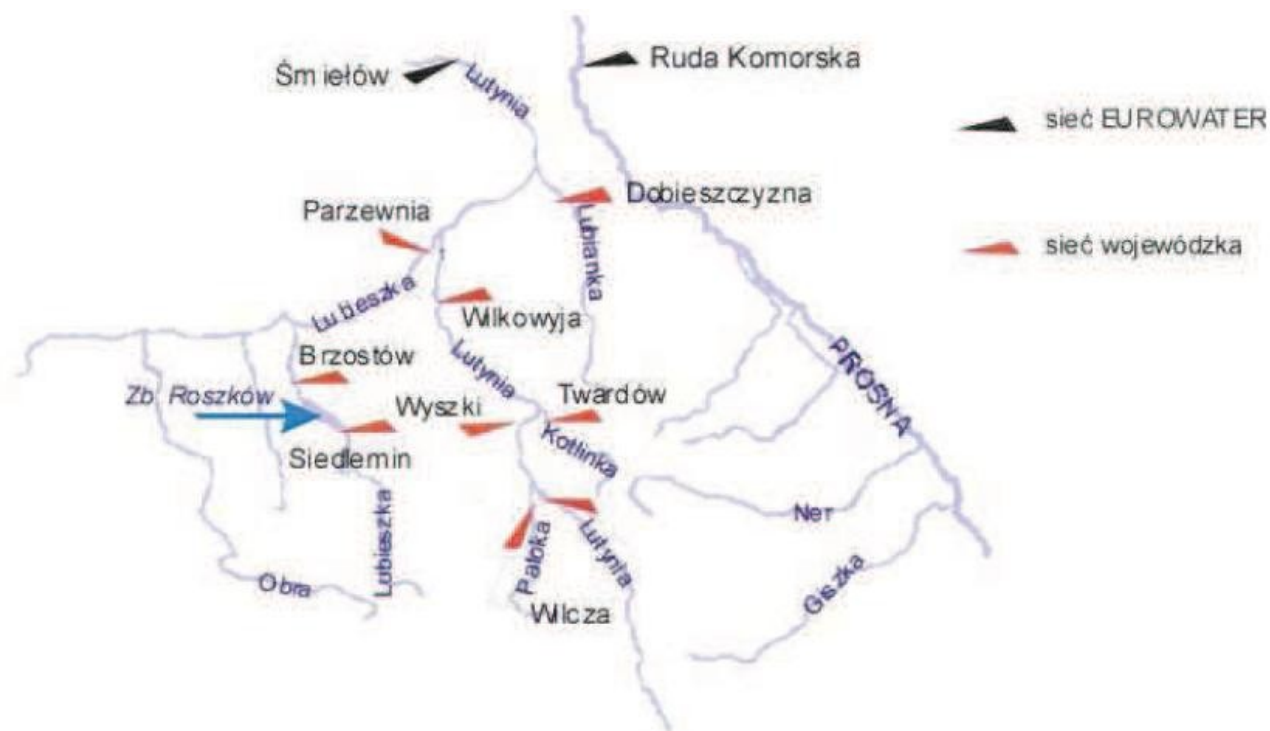 Śmiełów
Ruda Komorska
Lutynia
sieć EUROWATER
Dobieszczyzna
Parzewnia
Lubianka
sieć wojewódzka
Lubieszka
Wilkowyja
Brzostów
Lutynia
PROSNA
Zb Roszków
Wyszki
Twardów
Kotlinka
Siedlemin
Ner
Lubieszka
Patoka
Lutynia
Obra
Giszka
Wilcza